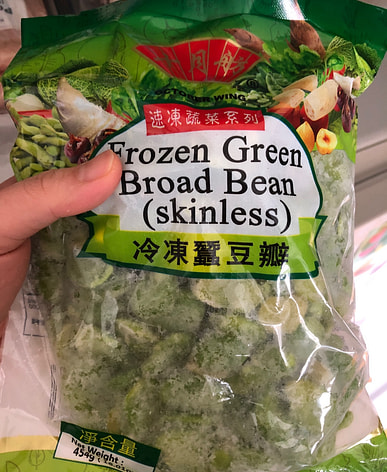 速凍蔬菜系列
Frozen Green
Broad Bean
(skinless)
冷凍蠶豆瓣
淨含量
Net Weight:
454g